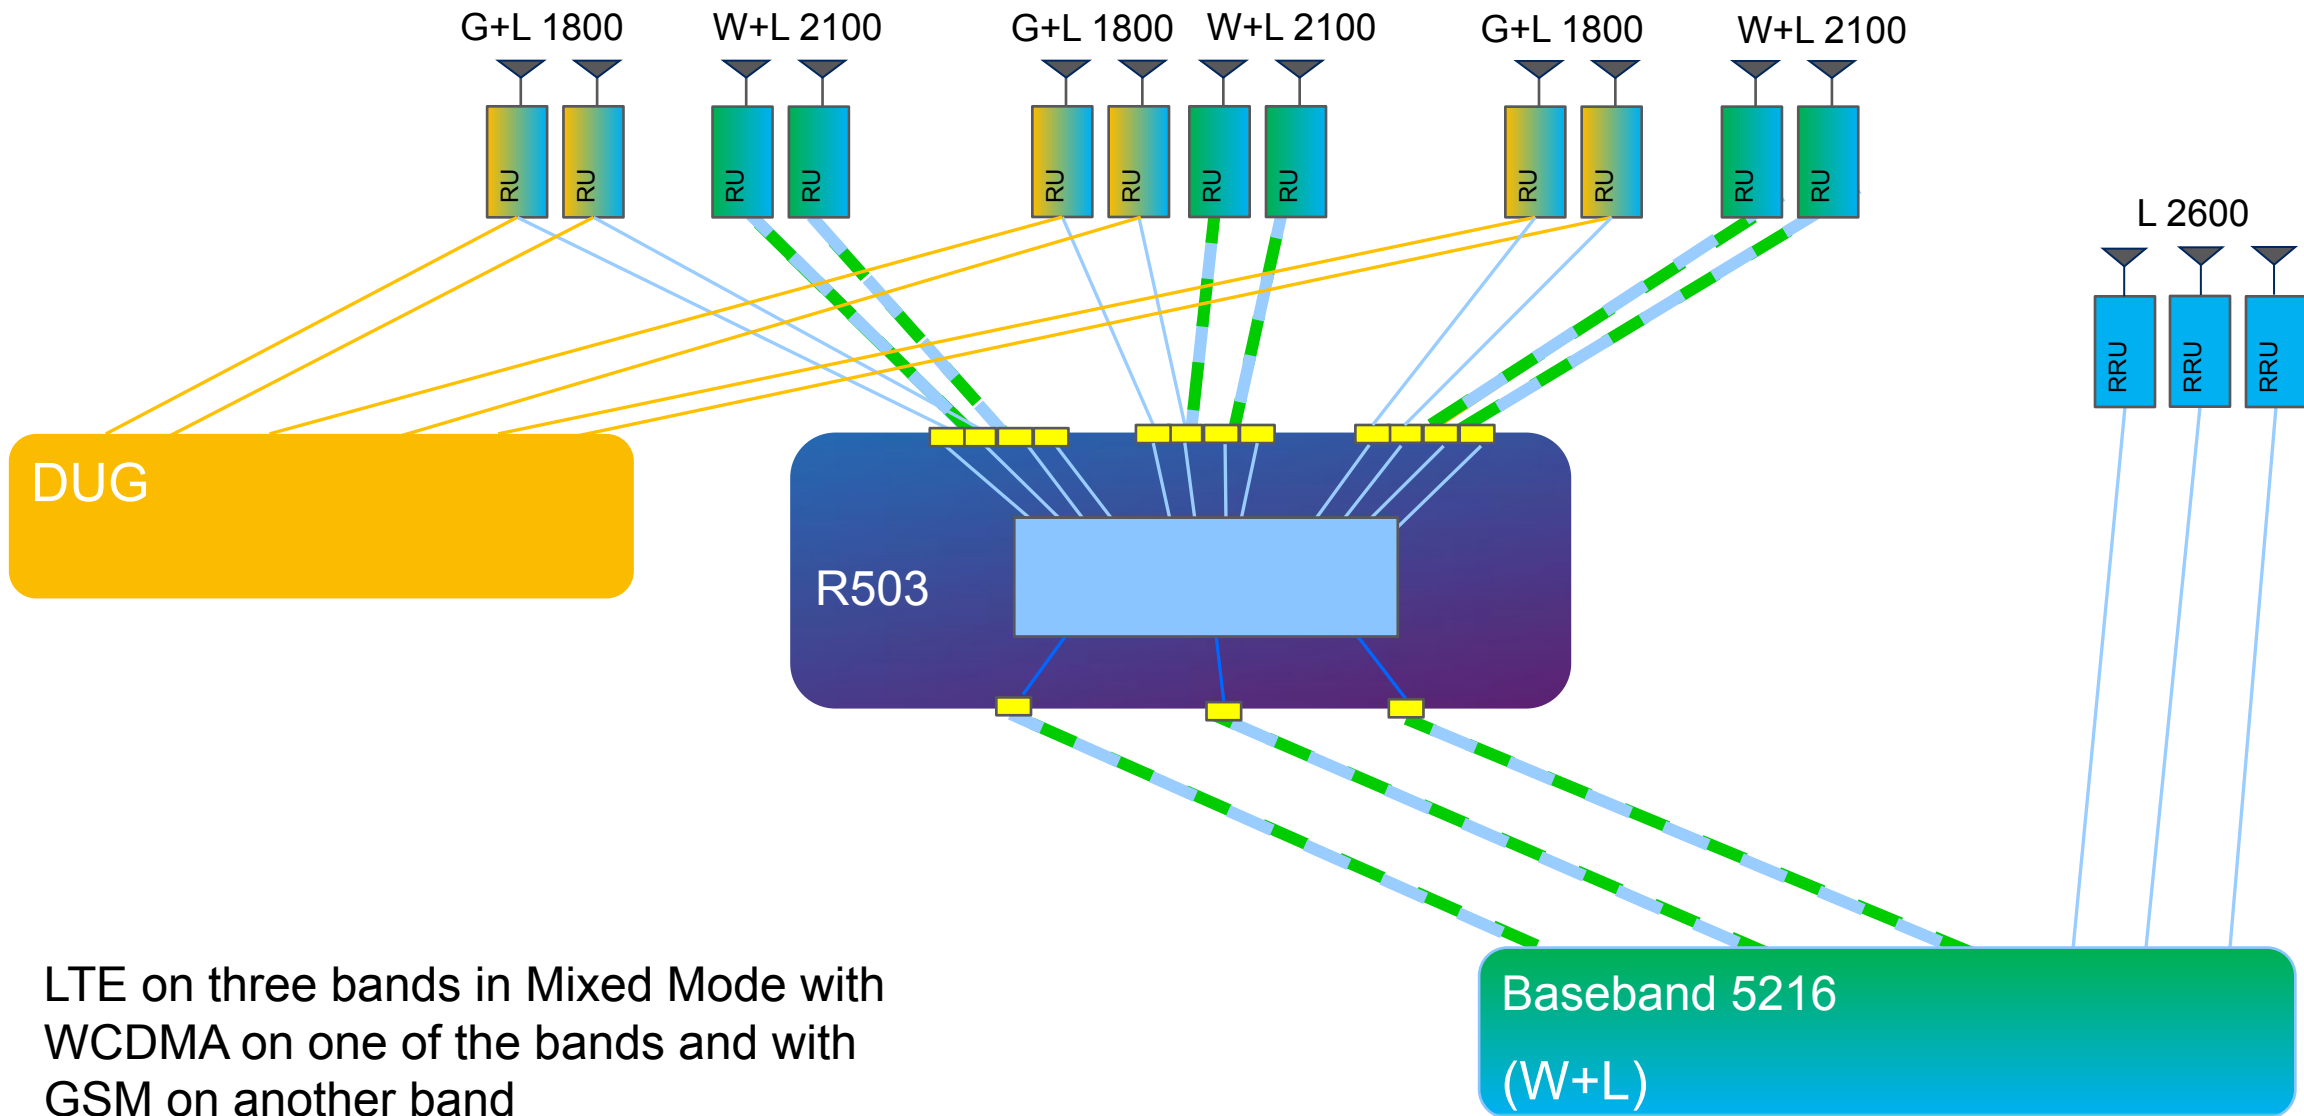 G+L 1800 W+L 2100 G+L 1800 W+L 2100 G+L 1800 W+L 2100
RU RU RU RU RU RU RU RU RU RU RU RU
L 2600
RRU RRU RRU
DUG
R503
LTE on three bands in Mixed Mode with
WCDMA on one of the bands and with
GSM on another band
Baseband 5216
(W+L)